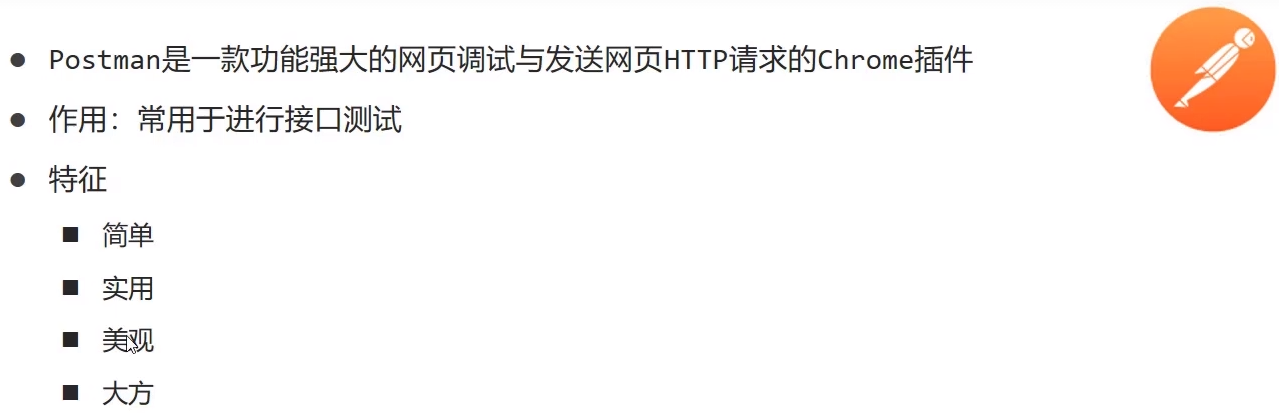 ● Postman是一款功能强大的网页调试与发送网页HTTP请求的Chrome插件
● 作用：常用于进行接口测试
● 特征
■ 简单
■ 实用
■ 美观
■ 大方